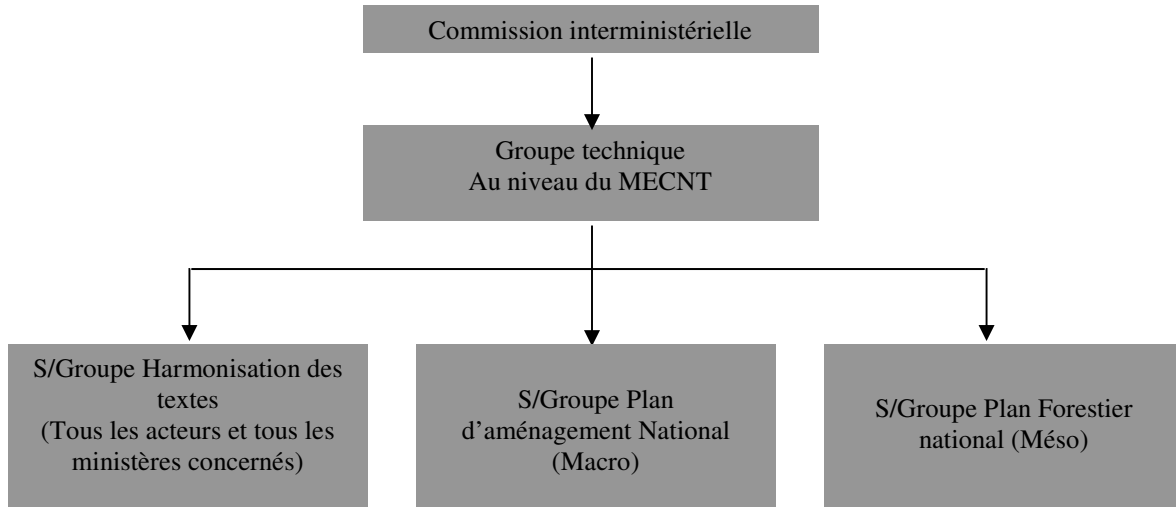 Commission interministérielle
Groupe technique
Au niveau du MECNT
S/Groupe Harmonisation des
textes
(Tous les acteurs et tous les
ministères concernés)
S/Groupe Plan
d’aménagement National
(Macro)
S/Groupe Plan Forestier
national (Méso)